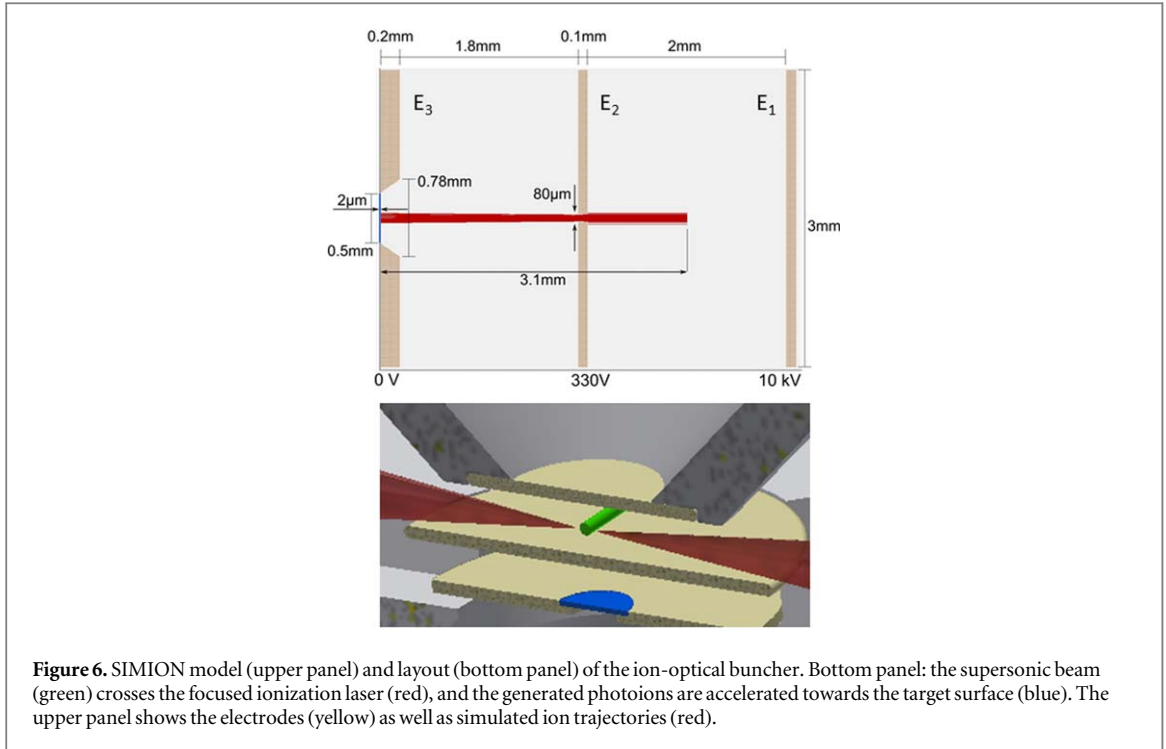 0.2mm 0.1mm
1.8mm 2mm
E3 E2 E1
0.78mm
80μm
2μm
3mm
0.5mm
3.1mm
0 V 330V 10 kV
Figure 6. SIMION model (upper panel) and layout (bottom panel) of the ion-optical buncher. Bottom panel: the supersonic beam
(green) crosses the focused ionization laser (red), and the generated photoions are accelerated towards the target surface (blue). The
upper panel shows the electrodes (yellow) as well as simulated ion trajectories (red).